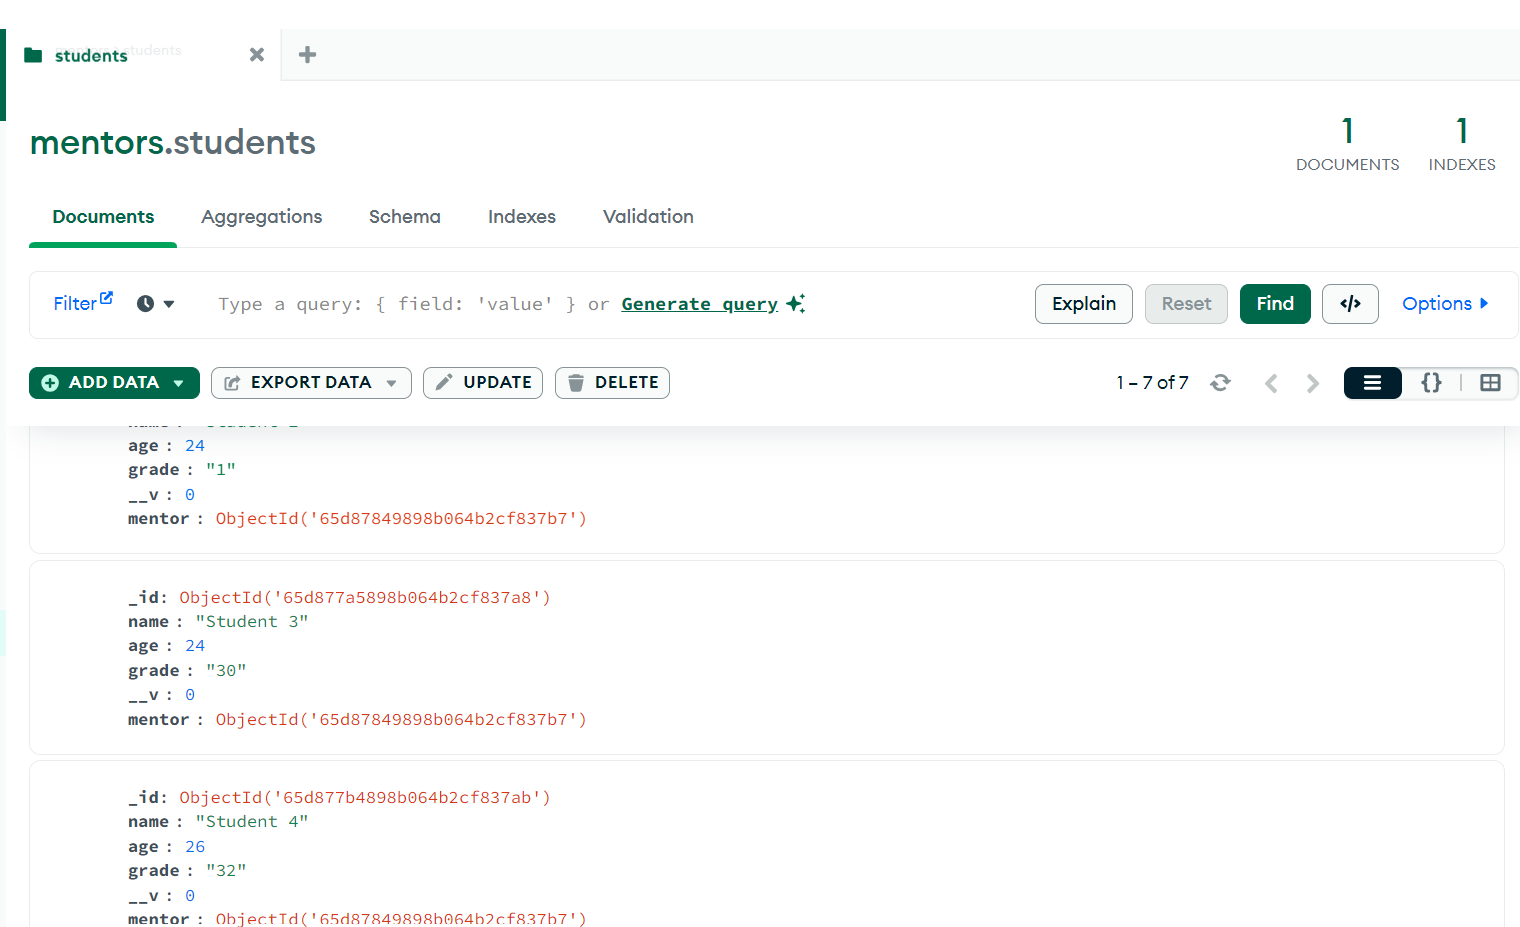 students
mentors.students
1
DOCUMENTS
1
INDEXES
Documents Aggregations Schema Indexes Validation
Filter Type a query: { field: 'value' } or Generate query Explain Reset Find </> Options
ADD DATA EXPORT DATA UPDATE DELETE 1 – 7 of 7 {}
age : 24
grade : "1"
__v : 0
mentor : ObjectId('65d87849898b064b2cf837b7')
_id: ObjectId('65d877a5898b064b2cf837a8')
name : "Student 3"
age : 24
grade : "30"
__v : 0
mentor : ObjectId('65d87849898b064b2cf837b7')
_id: ObjectId('65d877b4898b064b2cf837ab')
name : "Student 4"
age : 26
grade : "32"
__v : 0
mentor : ObjectId('65d87849898b064b2cf837b7')